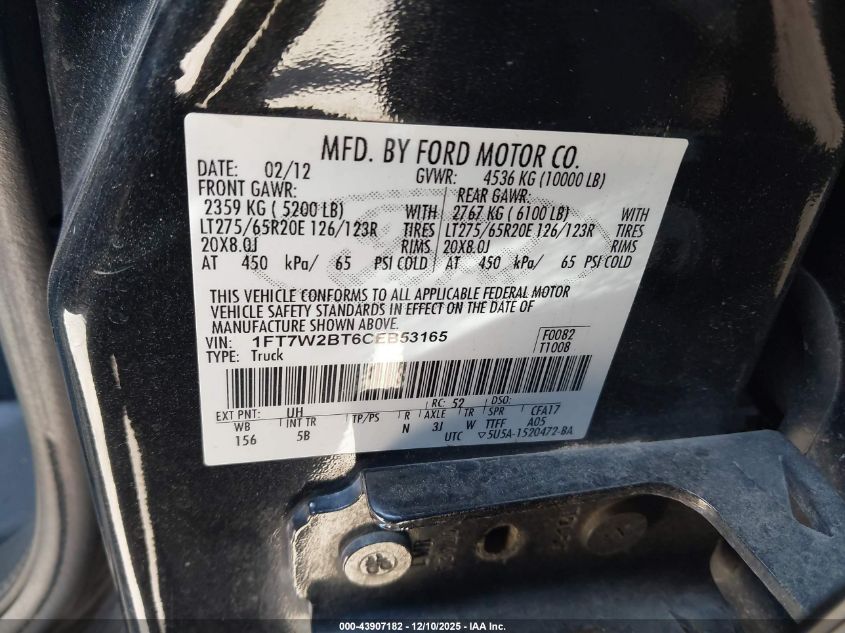 MFD. BY FORD MOTOR CO.
DATE: 02/12 GVWR: 4536 KG (10000 LB)
FRONT GAWR: REAR GAWR:
2359 KG ( 5200 LB) WITH 2767 KG ( 6100 LB) WITH
LT275/65R20E 126/123R TIRES LT275/65R20E 126/123R TIRES
20X8.0J RIMS 20X8.0J RIMS
AT 450 kPa/ 65 PSI COLD AT 450 kPa/ 65 PSI COLD
THIS VEHICLE CONFORMS TO ALL APPLICABLE FEDERAL MOTOR
VEHICLE SAFETY STANDARDS IN EFFECT ON THE DATE OF
MANUFACTURE SHOWN ABOVE.
VIN: 1FT7W2BT6CEB53165 F0082
TYPE: Truck T1008
EXT PNT: UH RC: 52 DSO:
WB INT TR TP/PS R AXLE TR SPR CFA17
156 5B N 3J W TTFF A05
UTC ▽5U5A-1520472-BA
000-43907182 - 12/10/2025 - IAA Inc.